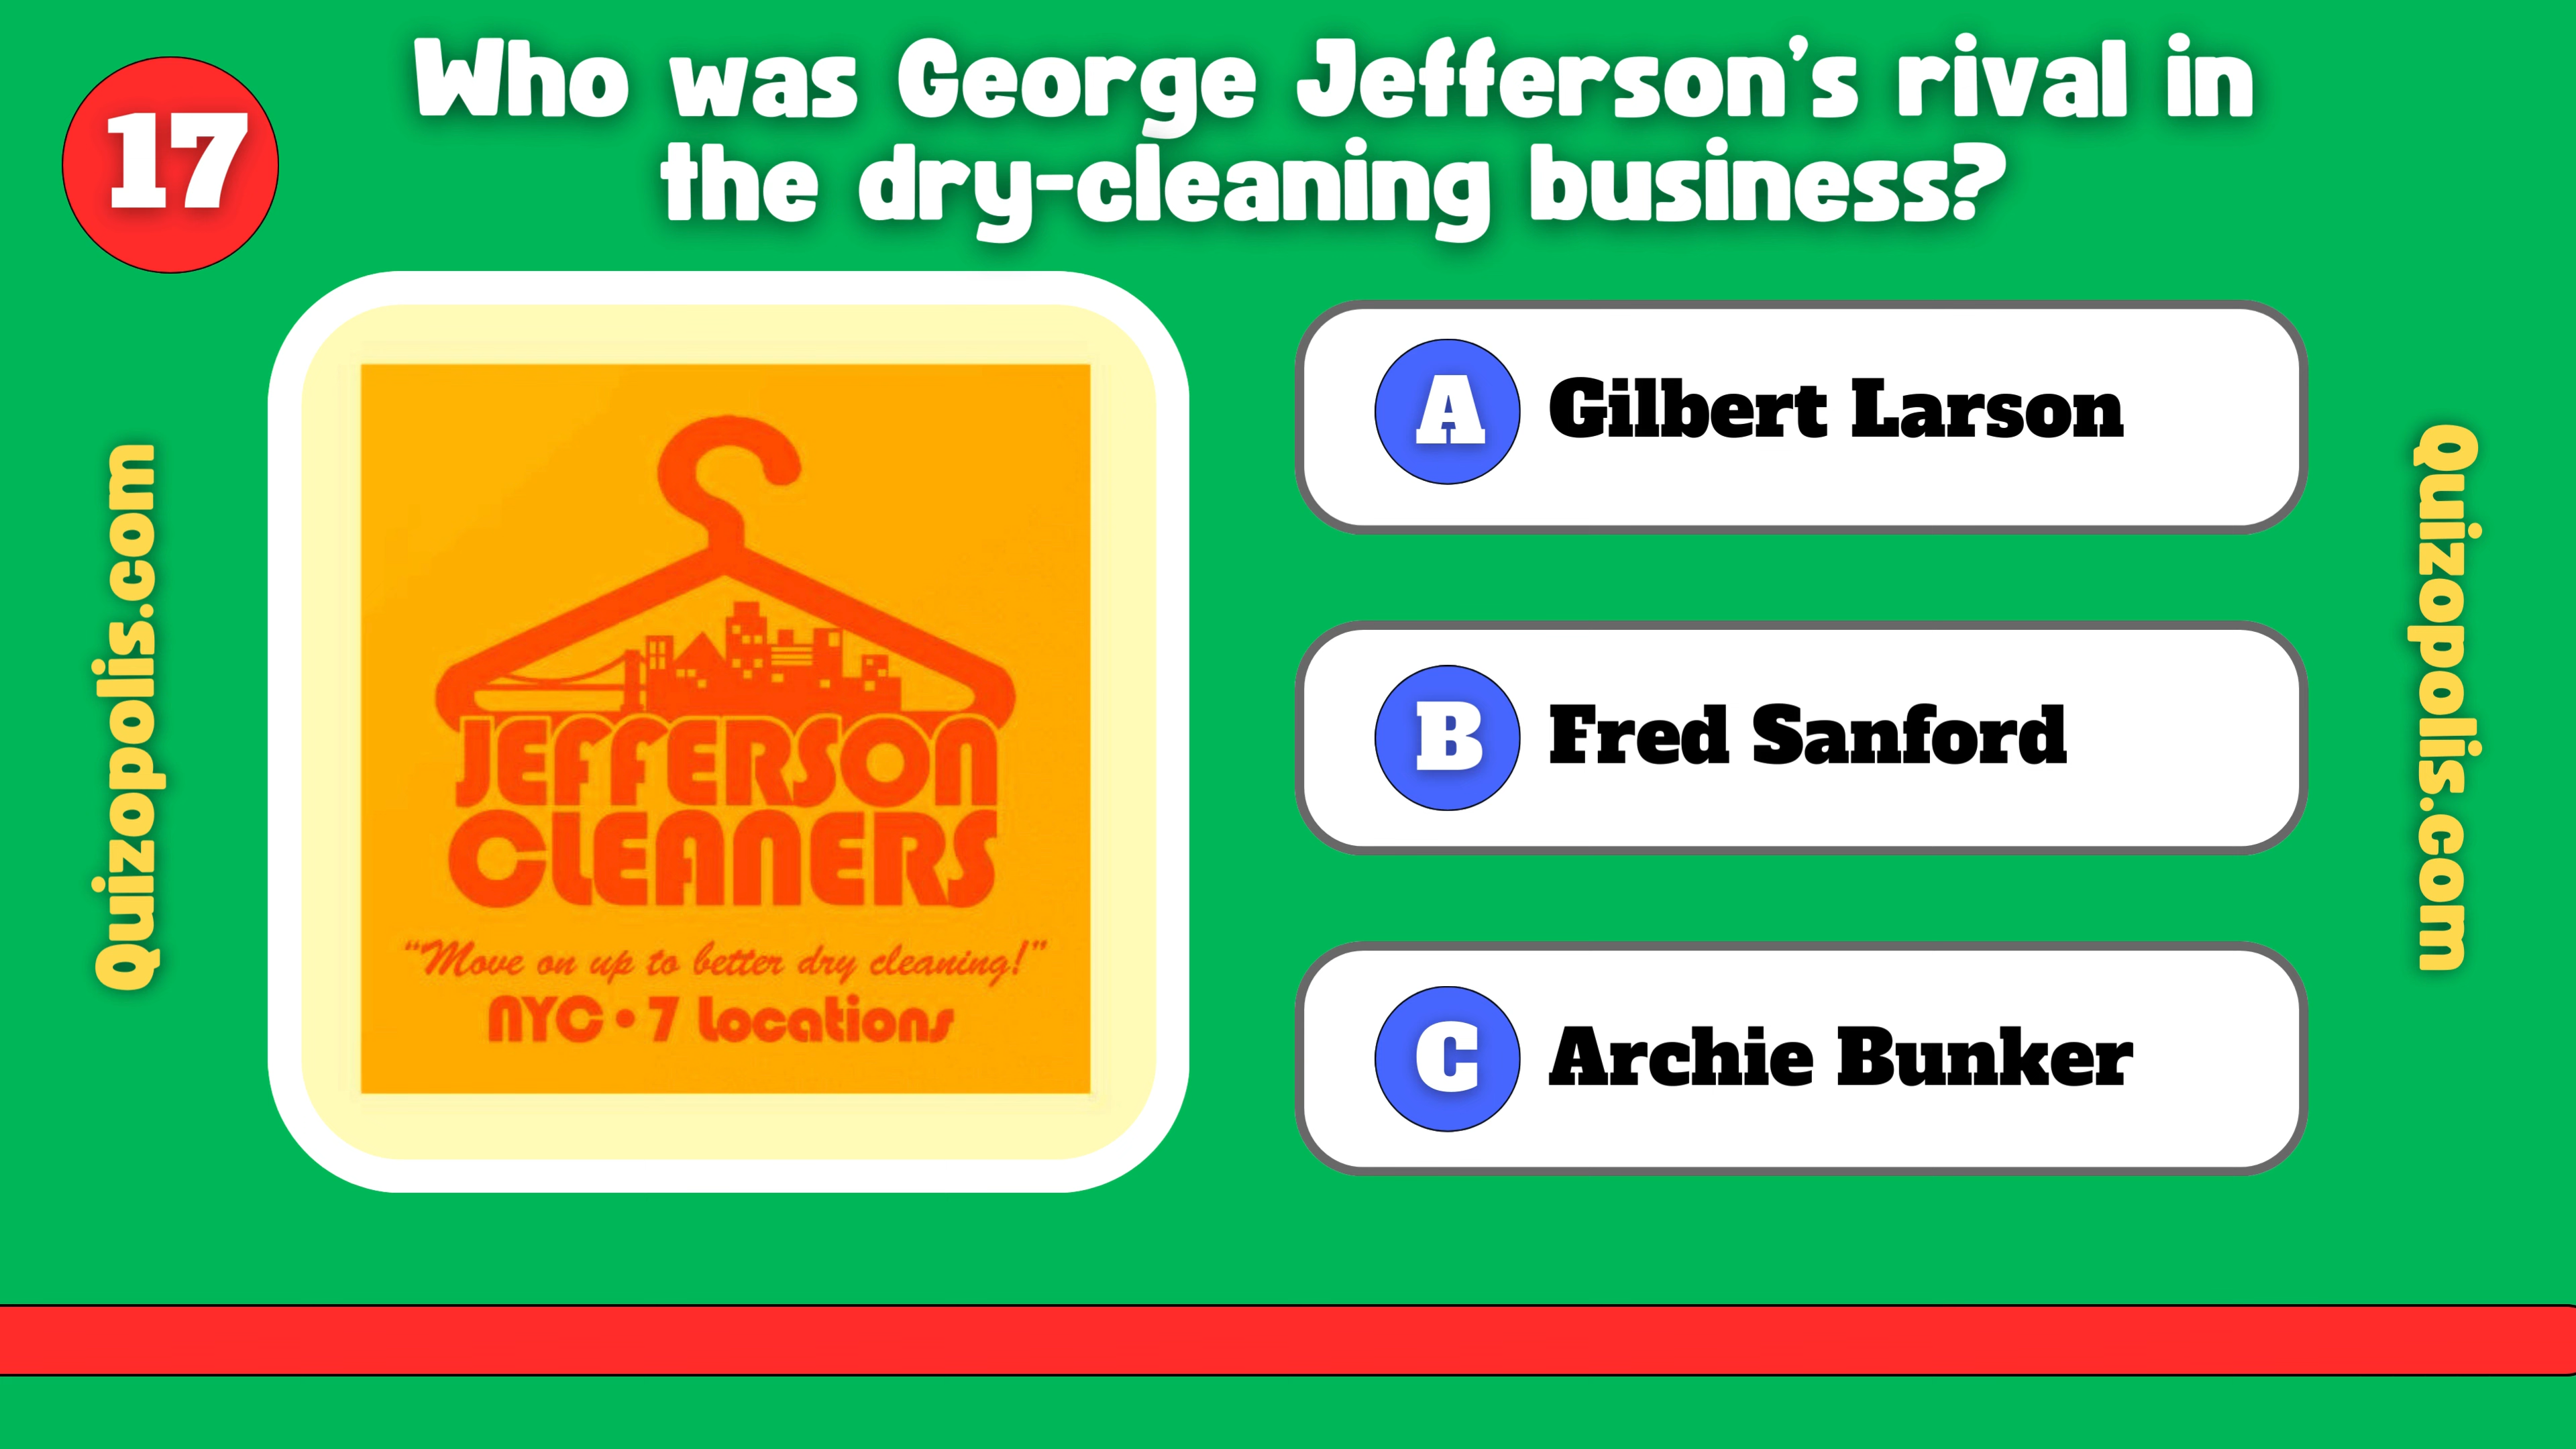 17
Who was George Jefferson's rival in
the dry-cleaning business?
Quizopolis.com
JEFFERSON
CLEANERS
"Move on up to better dry cleaning!"
NYC • 7 Locations
A Gilbert Larson
B Fred Sanford
C Archie Bunker
Quizopolis.com